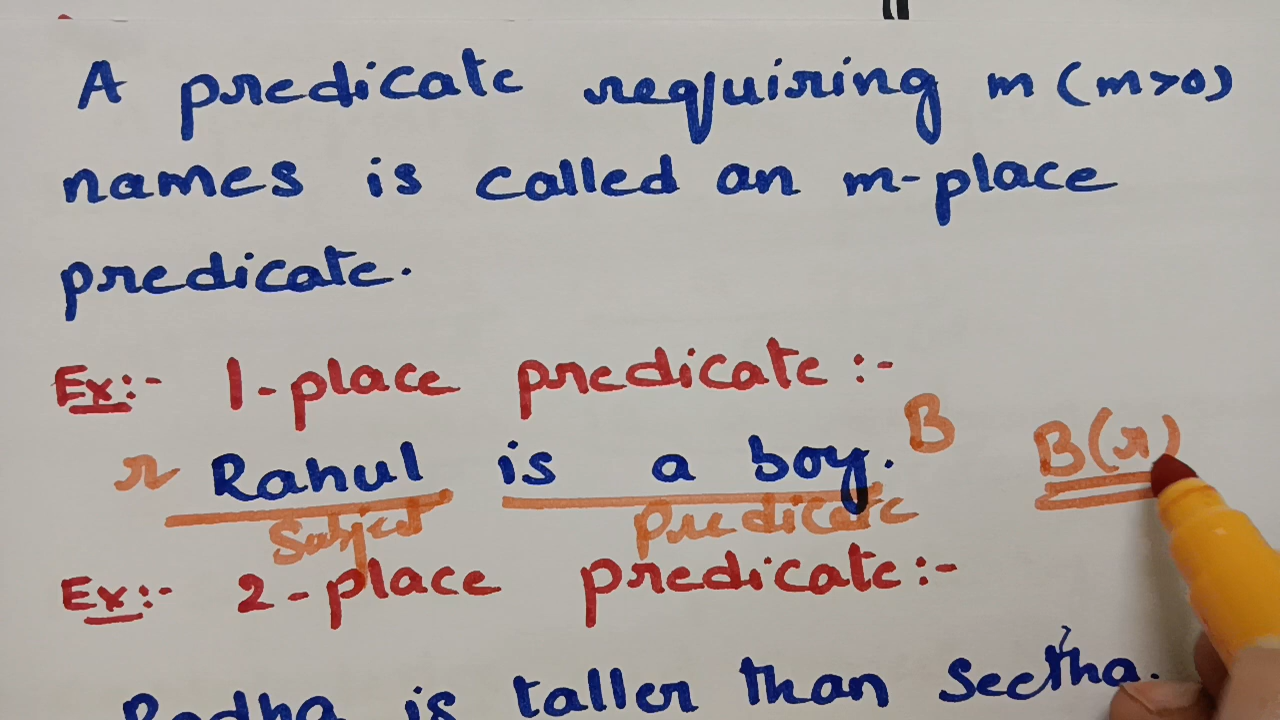 A predicate requiring m (m>0)
names is called an m-place
predicate.
Ex:- 1-place predicate :-
r Rahul is a boy. B B(r)
Subject predicate
Ex:- 2-place predicate:-
Radha is taller than Seetha.